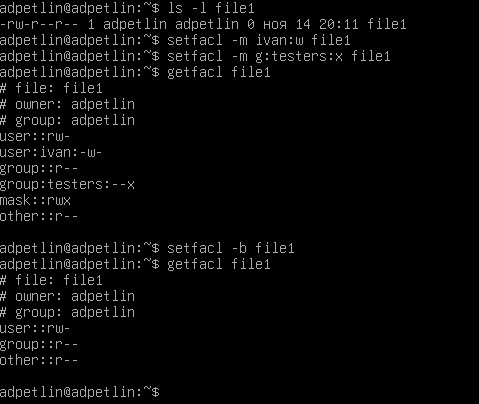 adpetlin@adpetlin:~$ ls -l file1
-rw-r--r-- 1 adpetlin adpetlin 0 ноя 14 20:11 file1
adpetlin@adpetlin:~$ setfacl -m ivan:w file1
adpetlin@adpetlin:~$ setfacl -m g:testers:x file1
adpetlin@adpetlin:~$ getfacl file1
# file: file1
# owner: adpetlin
# group: adpetlin
user::rw-
user:ivan:-w-
group::r--
group:testers:--x
mask::rwx
other::r--
adpetlin@adpetlin:~$ setfacl -b file1
adpetlin@adpetlin:~$ getfacl file1
# file: file1
# owner: adpetlin
# group: adpetlin
user::rw-
group::r--
other::r--
adpetlin@adpetlin:~$